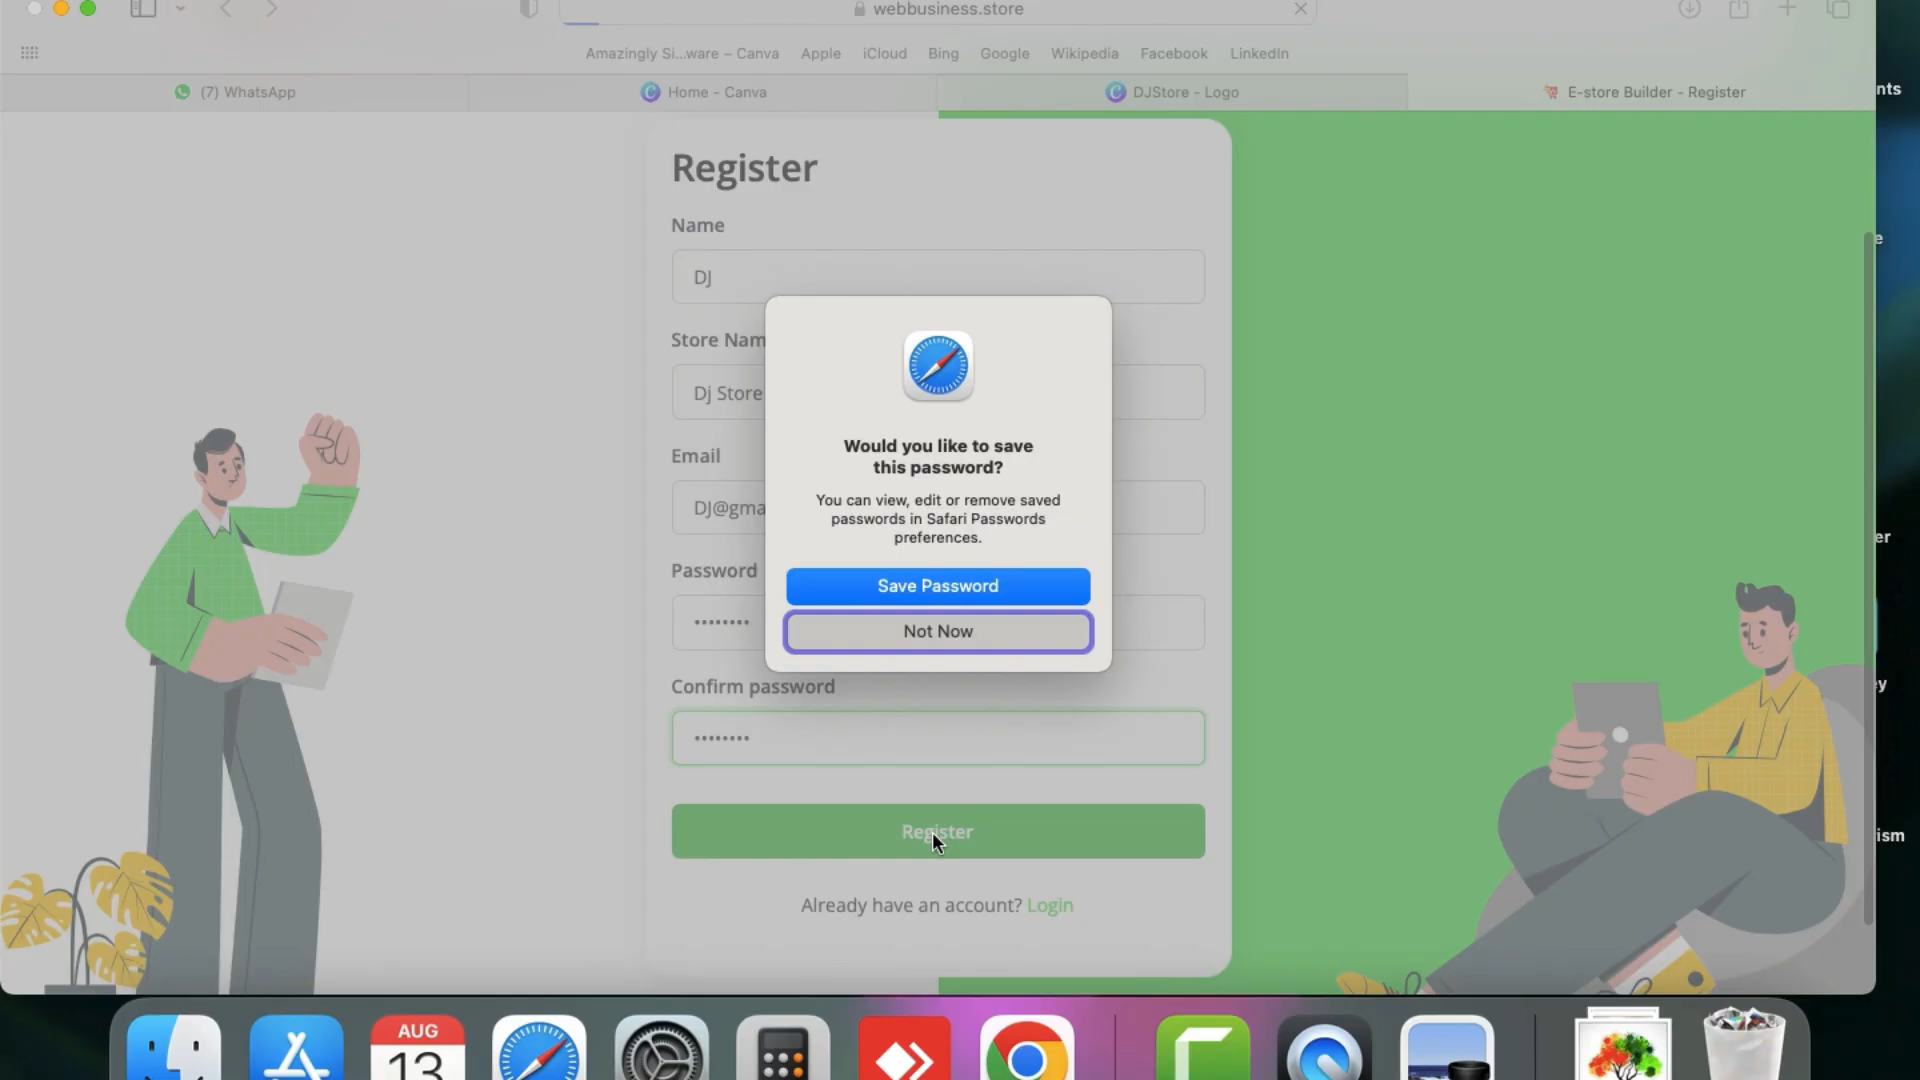 webbusiness.store
Amazingly Si...ware – Canva Apple iCloud Bing Google Wikipedia Facebook LinkedIn
(7) WhatsApp Home - Canva DJStore - Logo E-store Builder - Register
nts
Register
Name
DJ
Store Nam
Dj Store
Email
DJ@gma
Password
••••••••
Confirm password
••••••••
Register
Already have an account? Login
Would you like to save
this password?
You can view, edit or remove saved
passwords in Safari Passwords
preferences.
Save Password
Not Now
e
er
y
ism
AUG
13